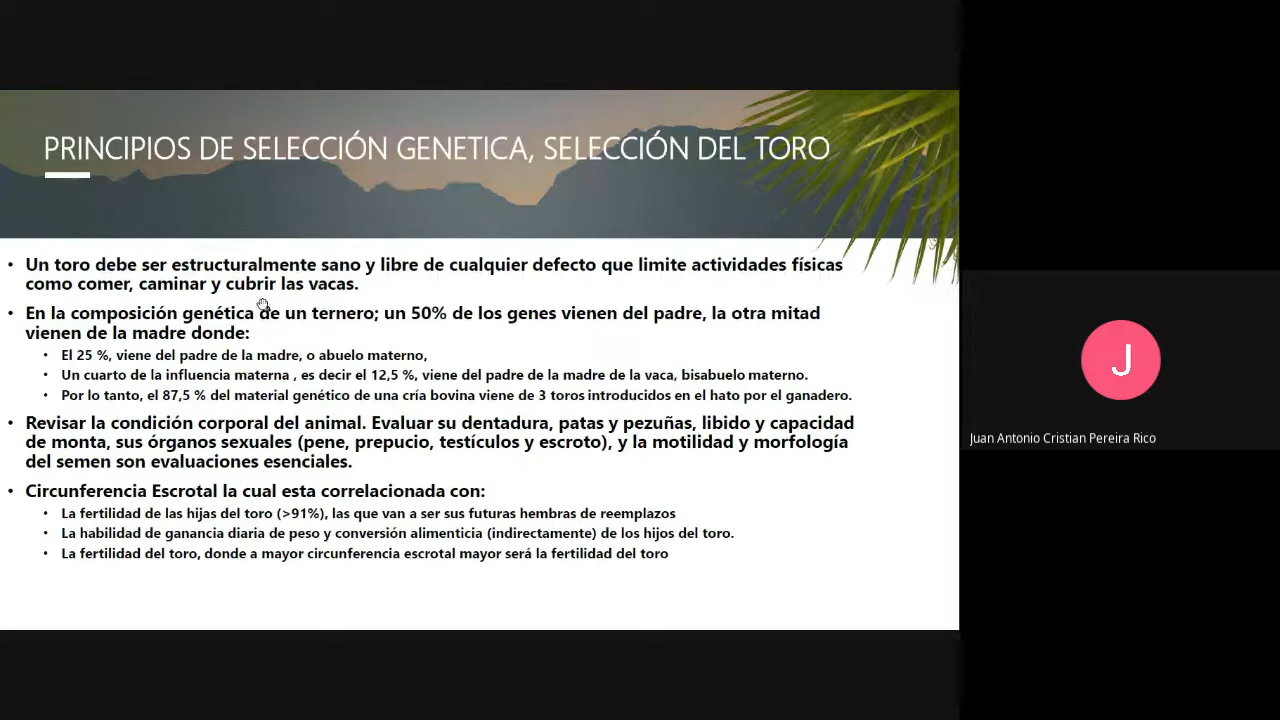 PRINCIPIOS DE SELECCIÓN GENETICA, SELECCIÓN DEL TORO
• Un toro debe ser estructuralmente sano y libre de cualquier defecto que limite actividades físicas
como comer, caminar y cubrir las vacas.
• En la composición genética de un ternero; un 50% de los genes vienen del padre, la otra mitad
vienen de la madre donde:
• El 25 %, viene del padre de la madre, o abuelo materno,
• Un cuarto de la influencia materna , es decir el 12,5 %, viene del padre de la madre de la vaca, bisabuelo materno.
• Por lo tanto, el 87,5 % del material genético de una cría bovina viene de 3 toros introducidos en el hato por el ganadero.
• Revisar la condición corporal del animal. Evaluar su dentadura, patas y pezuñas, libido y capacidad
de monta, sus órganos sexuales (pene, prepucio, testículos y escroto), y la motilidad y morfología
del semen son evaluaciones esenciales.
• Circunferencia Escrotal la cual esta correlacionada con:
• La fertilidad de las hijas del toro (>91%), las que van a ser sus futuras hembras de reemplazos
• La habilidad de ganancia diaria de peso y conversión alimenticia (indirectamente) de los hijos del toro.
• La fertilidad del toro, donde a mayor circunferencia escrotal mayor será la fertilidad del toro
J
Juan Antonio Cristian Pereira Rico